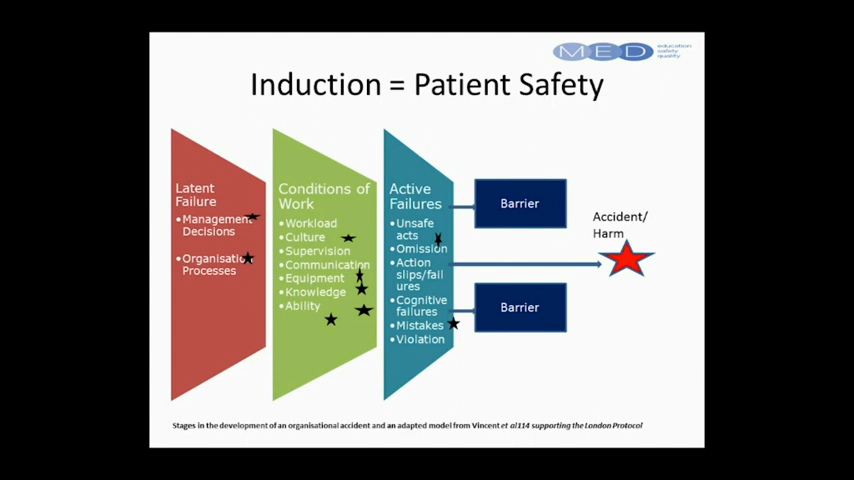 MED
education
safety
quality
Induction = Patient Safety
Latent
Failure
•Management
Decisions
•Organisation
Processes
Conditions of
Work
•Workload
•Culture
•Supervision
•Communication
•Equipment
•Knowledge
•Ability
Active
Failures
•Unsafe
acts
•Omission
•Action
slips/fail
ures
•Cognitive
failures
•Mistakes
•Violation
Barrier
Barrier
Accident/
Harm
Stages in the development of an organisational accident and an adapted model from Vincent et al114 supporting the London Protocol